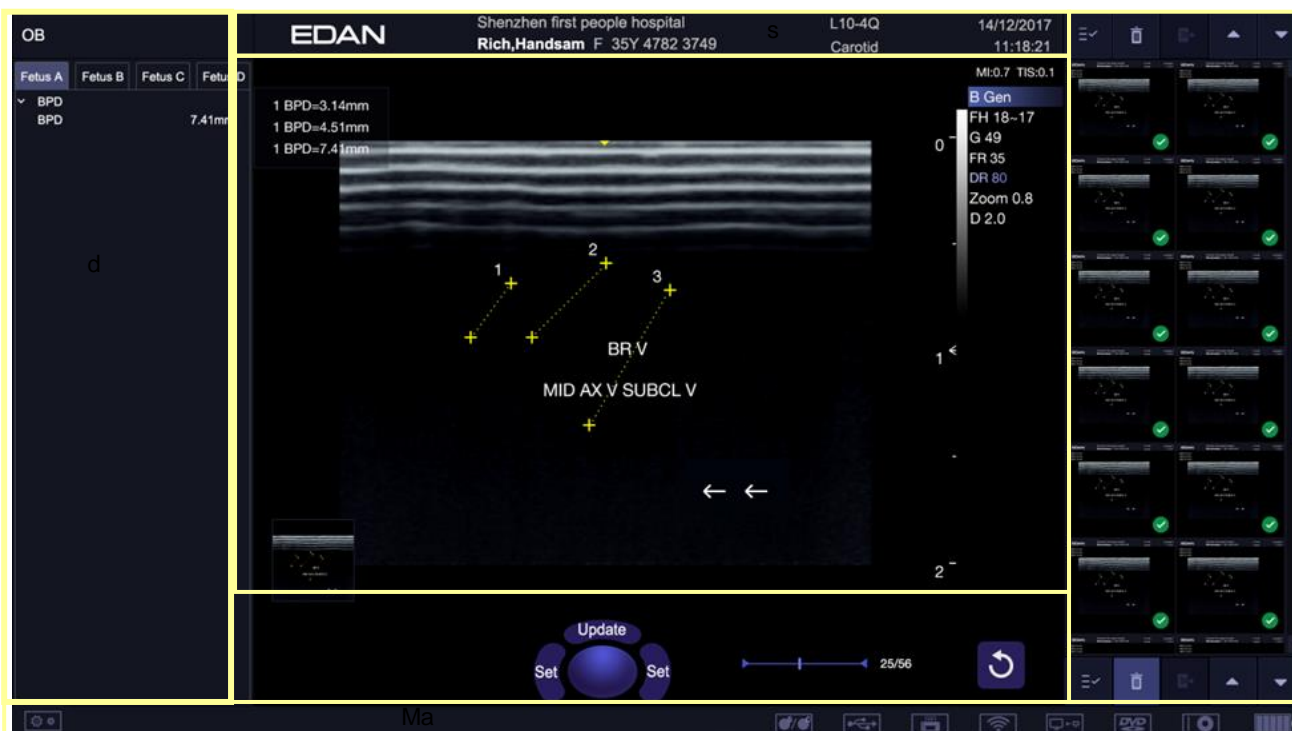 OB
EDAN
Shenzhen first people hospital
Rich,Handsam F 35Y 4782 3749
s
L10-4Q
Carotid
14/12/2017
11:18:21
Fetus A Fetus B Fetus C Fetus D
BPD
BPD 7.41mm
d
1 BPD=3.14mm
1 BPD=4.51mm
1 BPD=7.41mm
MI:0.7 TIS:0.1
B Gen
FH 18~17
G 49
FR 35
DR 80
Zoom 0.8
D 2.0
0
1
2
1
2
3
BR V
MID AX V SUBCL V
Update
Set
Set
25/56
Ma
DVD